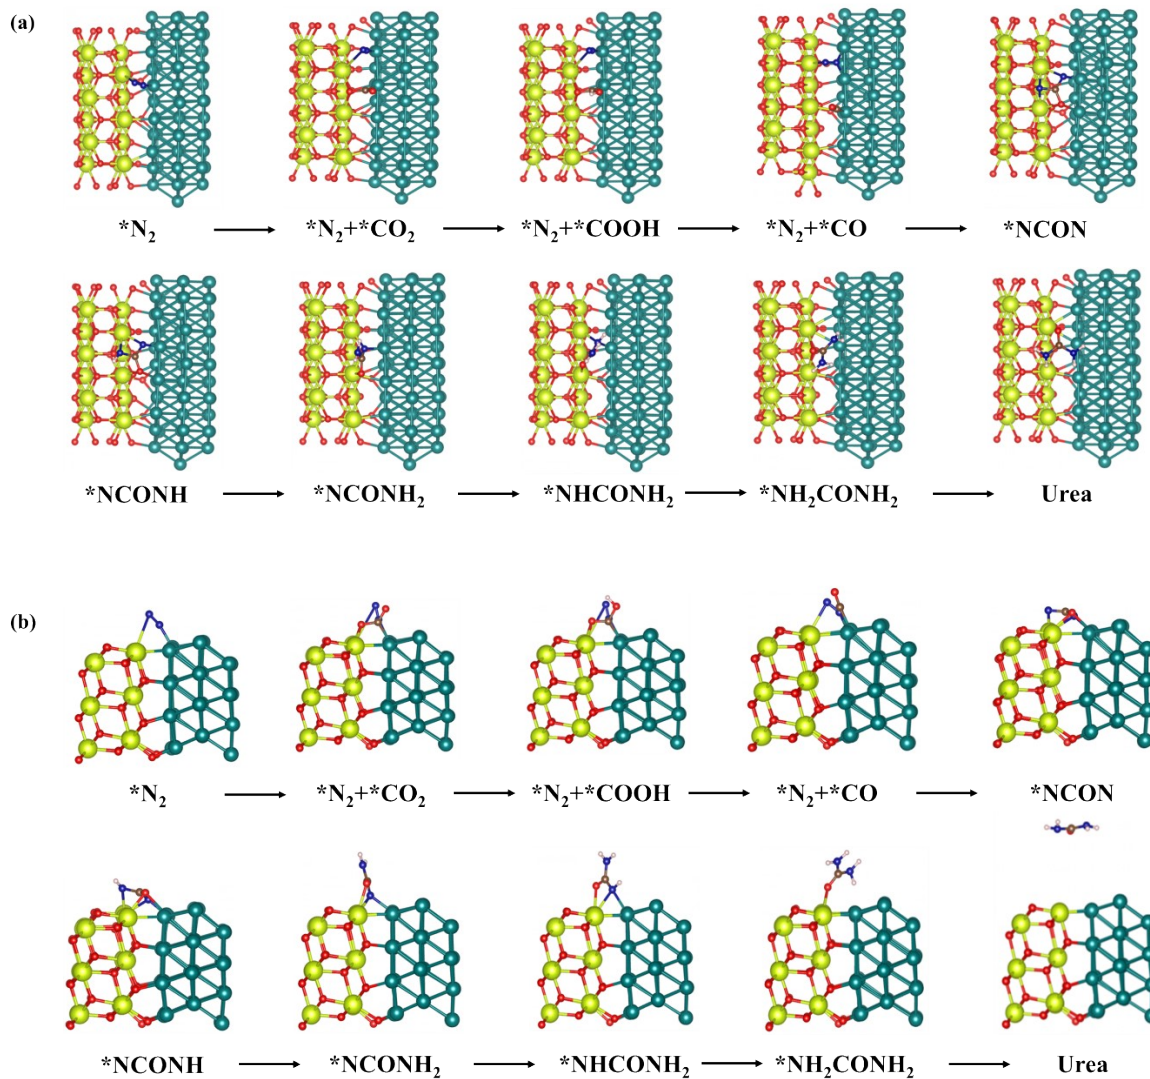 (a)
*N₂ → *N₂+*CO₂ → *N₂+*COOH → *N₂+*CO → *NCON
*NCONH → *NCONH₂ → *NHCONH₂ → *NH₂CONH₂ → Urea
(b)
*N₂ → *N₂+*CO₂ → *N₂+*COOH → *N₂+*CO → *NCON
*NCONH → *NCONH₂ → *NHCONH₂ → *NH₂CONH₂ → Urea